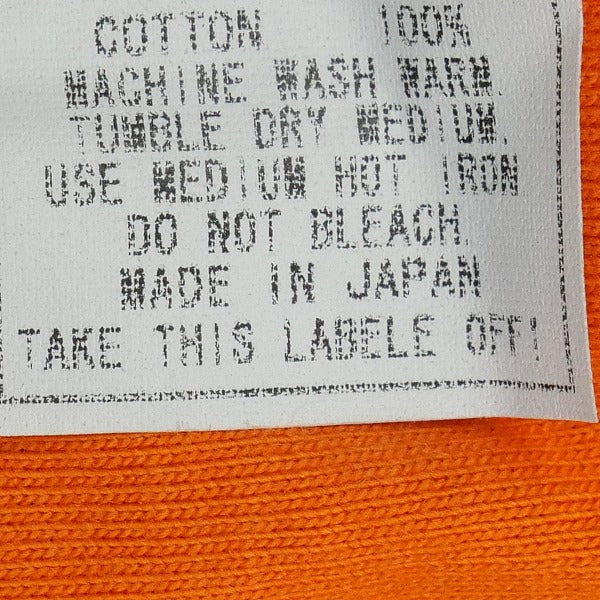 COTTON 100%
MACHINE WASH WARM.
TUMBLE DRY MEDIUM.
USE MEDIUM HOT IRON
DO NOT BLEACH.
MADE IN JAPAN
TAKE THIS LABELE OFF!